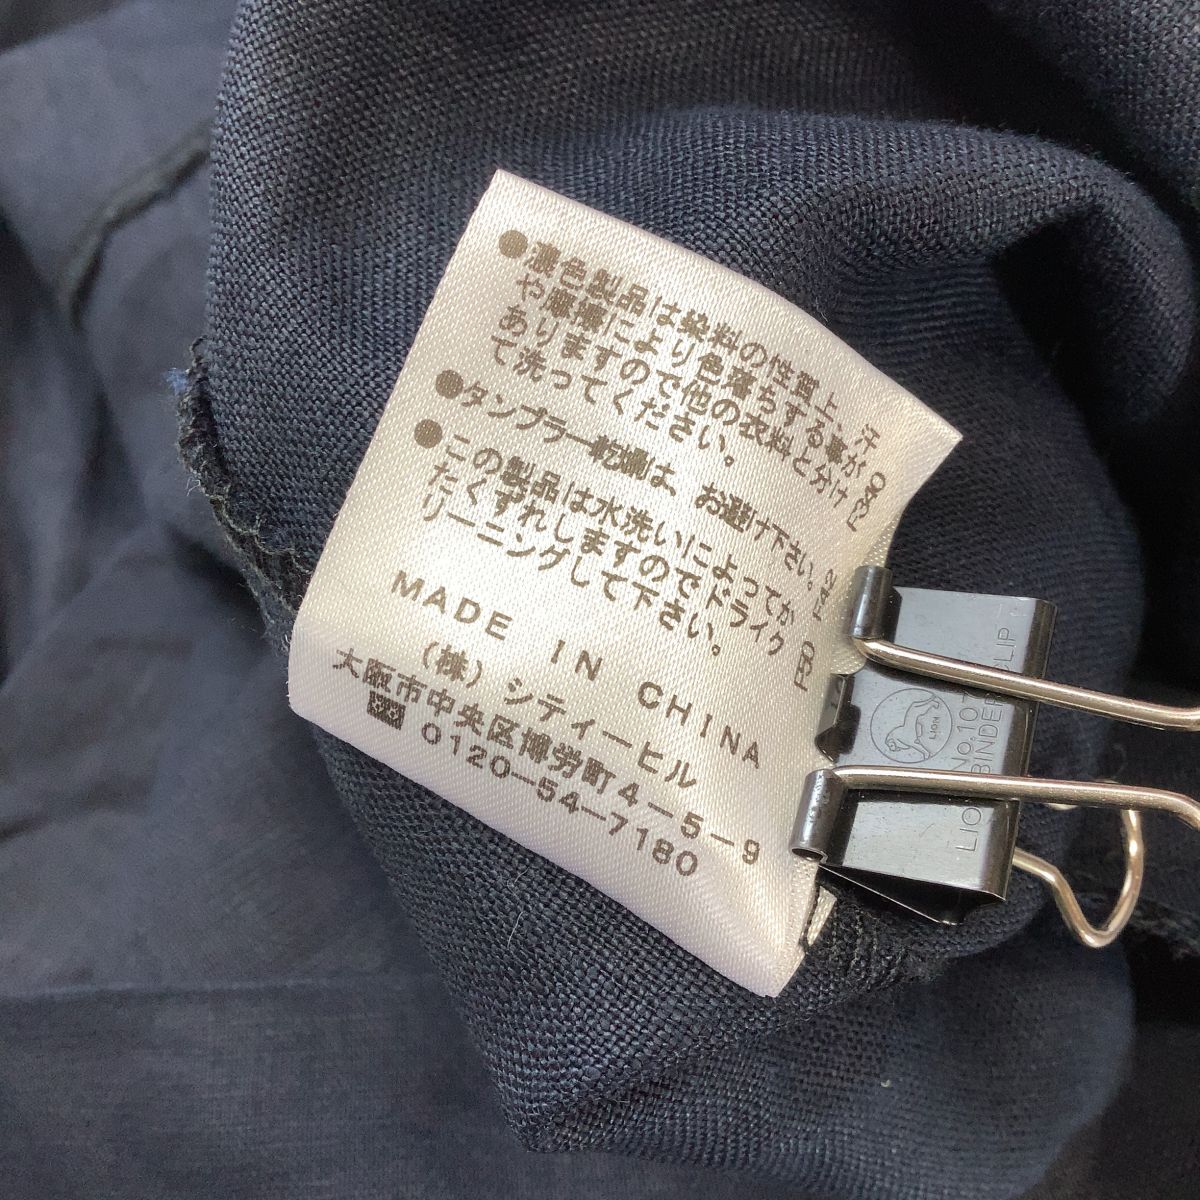 ●濃色製品は染料の性質上、汗
や摩擦により色落ちする事が
ありますので他の衣料と分け
て洗ってください。
●タンブラー乾燥は、お避け下さい。
●この製品は水洗いによってか
たくずれしますのでドライク
リーニングして下さい。
MADE IN CHINA
(株)シティーヒル
大阪市中央区博労町4-5-9
0120-54-7180
LION
No.107
LION BINDER CLIP